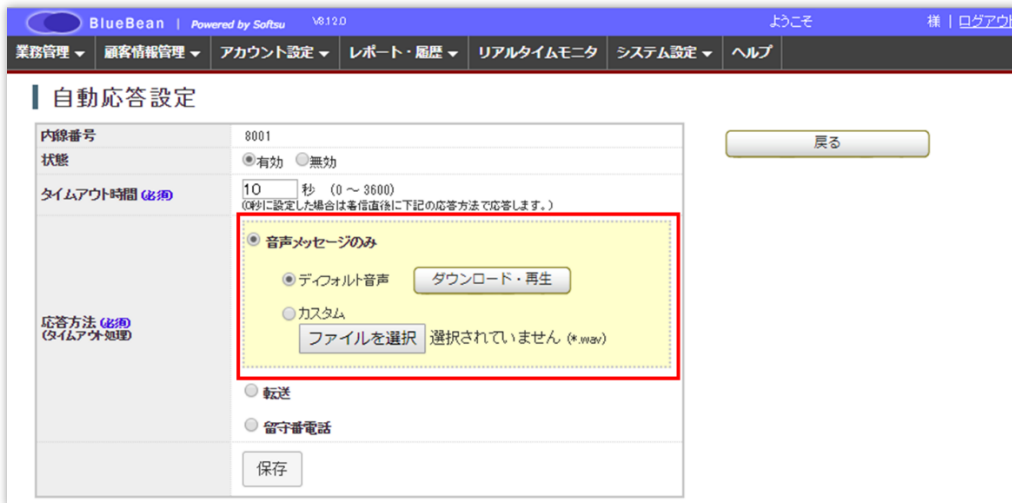 BlueBean | Powered by Softsu V8.12.0 ようこそ 様 | ログアウト
業務管理 ▼ 顧客情報管理 ▼ アカウント設定 ▼ レポート・履歴 ▼ リアルタイムモニタ システム設定 ▼ ヘルプ
自動応答設定
内線番号 8001
戻る
状態 有効 無効
タイムアウト時間 (必須) 10 秒 (0 ～ 3600)
(0秒に設定した場合は着信直後に下記の応答方法で応答します。)
音声メッセージのみ
ディフォルト音声 ダウンロード・再生
カスタム
応答方法 (必須)
(タイムアウト処理)
ファイルを選択 選択されていません (*.wav)
転送
留守番電話
保存